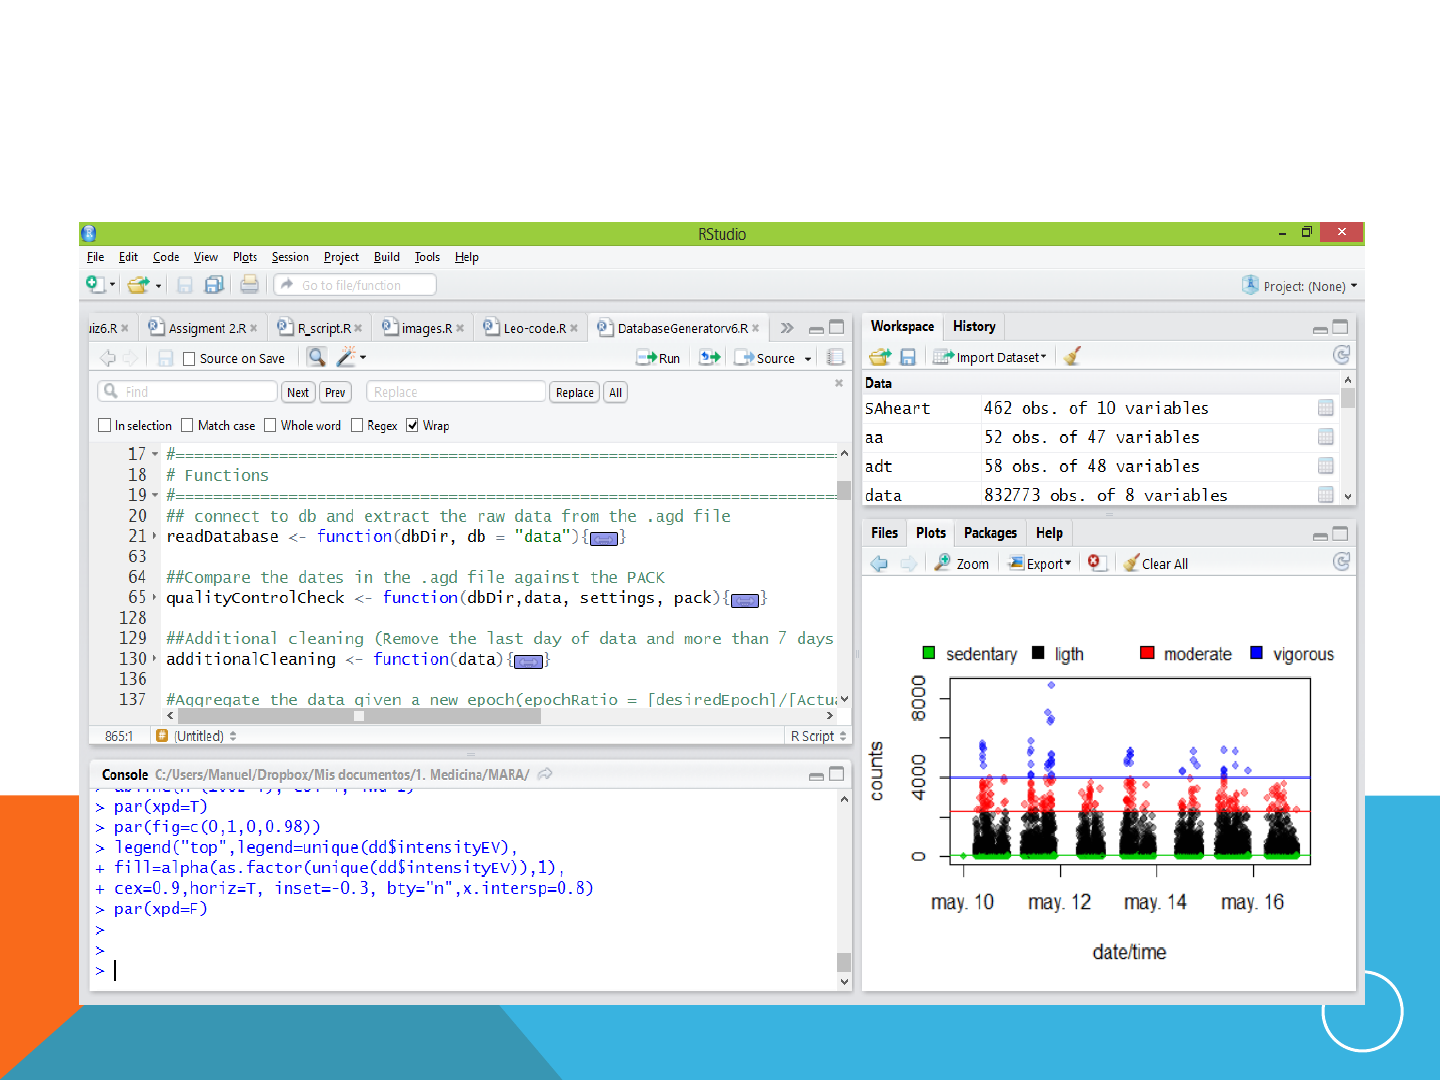 RStudio
File Edit Code View Plots Session Project Build Tools Help
Go to file/function
Project: (None)
uiz6.R Assigment 2.R R_script.R images.R Leo-code.R DatabaseGeneratorv6.R
Source on Save Run Source
Find Next Prev Replace Replace All
In selection Match case Whole word Regex Wrap
17 #=======================================================================
18 # Functions
19 #=======================================================================
20 ## connect to db and extract the raw data from the .agd file
21 readDatabase <- function(dbDir, db = "data"){}
63
64 ##Compare the dates in the .agd file against the PACK
65 qualityControlCheck <- function(dbDir,data, settings, pack){}
128
129 ##Additional cleaning (Remove the last day of data and more than 7 days
130 additionalCleaning <- function(data){}
136
137 #Aggregate the data given a new epoch(epochRatio = [desiredEpoch]/[Actua
865:1 # (Untitled) R Script
Console C:/Users/Manuel/Dropbox/Mis documentos/1. Medicina/MARA/
> par(xpd=T)
> par(fig=c(0,1,0,0.98))
> legend("top",legend=unique(dd$intensityEV),
+ fill=alpha(as.factor(unique(dd$intensityEV)),1),
+ cex=0.9,horiz=T, inset=-0.3, bty="n",x.intersp=0.8)
> par(xpd=F)
>
>
>
Workspace History
Import Dataset
Data
SAheart 462 obs. of 10 variables
aa 52 obs. of 47 variables
adt 58 obs. of 48 variables
data 832773 obs. of 8 variables
Files Plots Packages Help
Zoom Export Clear All
sedentary ligth moderate vigorous
8000
4000
0
counts
may. 10 may. 12 may. 14 may. 16
date/time